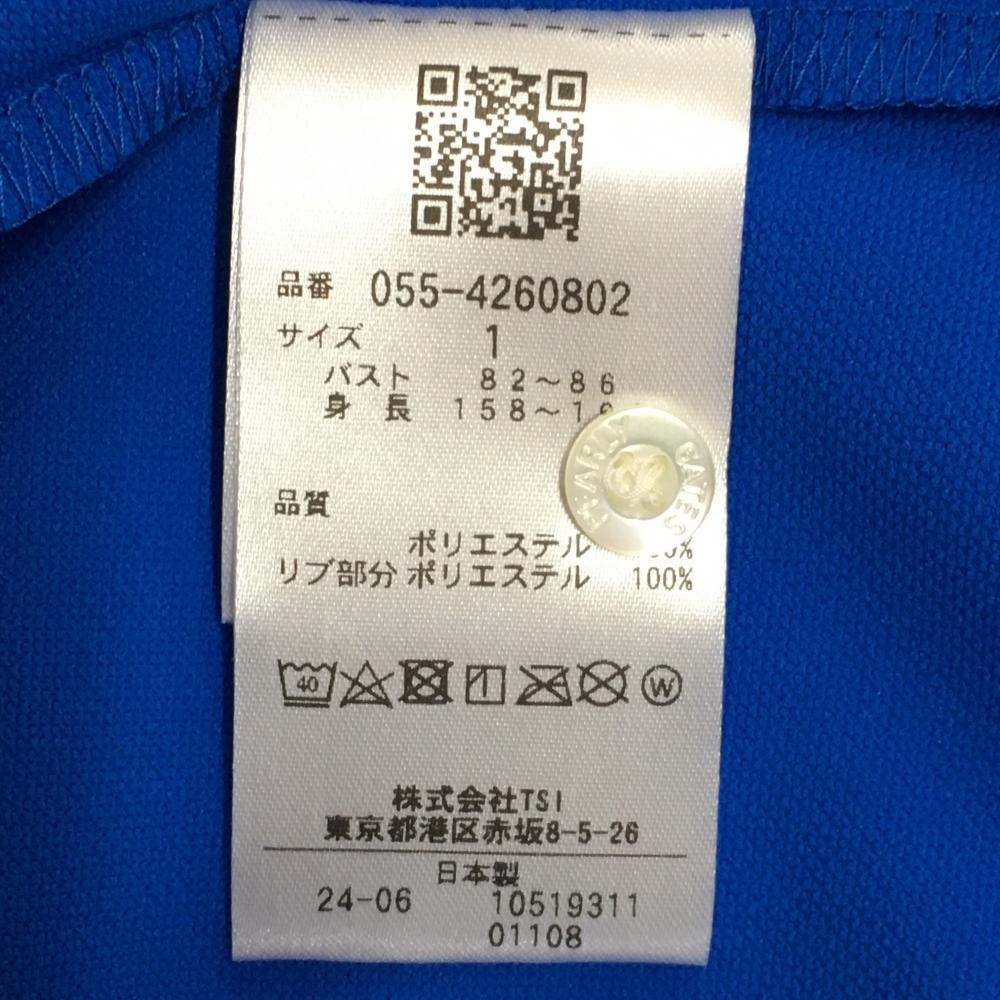 品番 055-4260802
サイズ 1
バスト 82～86
身長 158～
PEARLY GATES
品質
ポリエステル
リブ部分 ポリエステル 100%
40
W
株式会社TSI
東京都港区赤坂8-5-26
日本製
24-06 10519311
01108